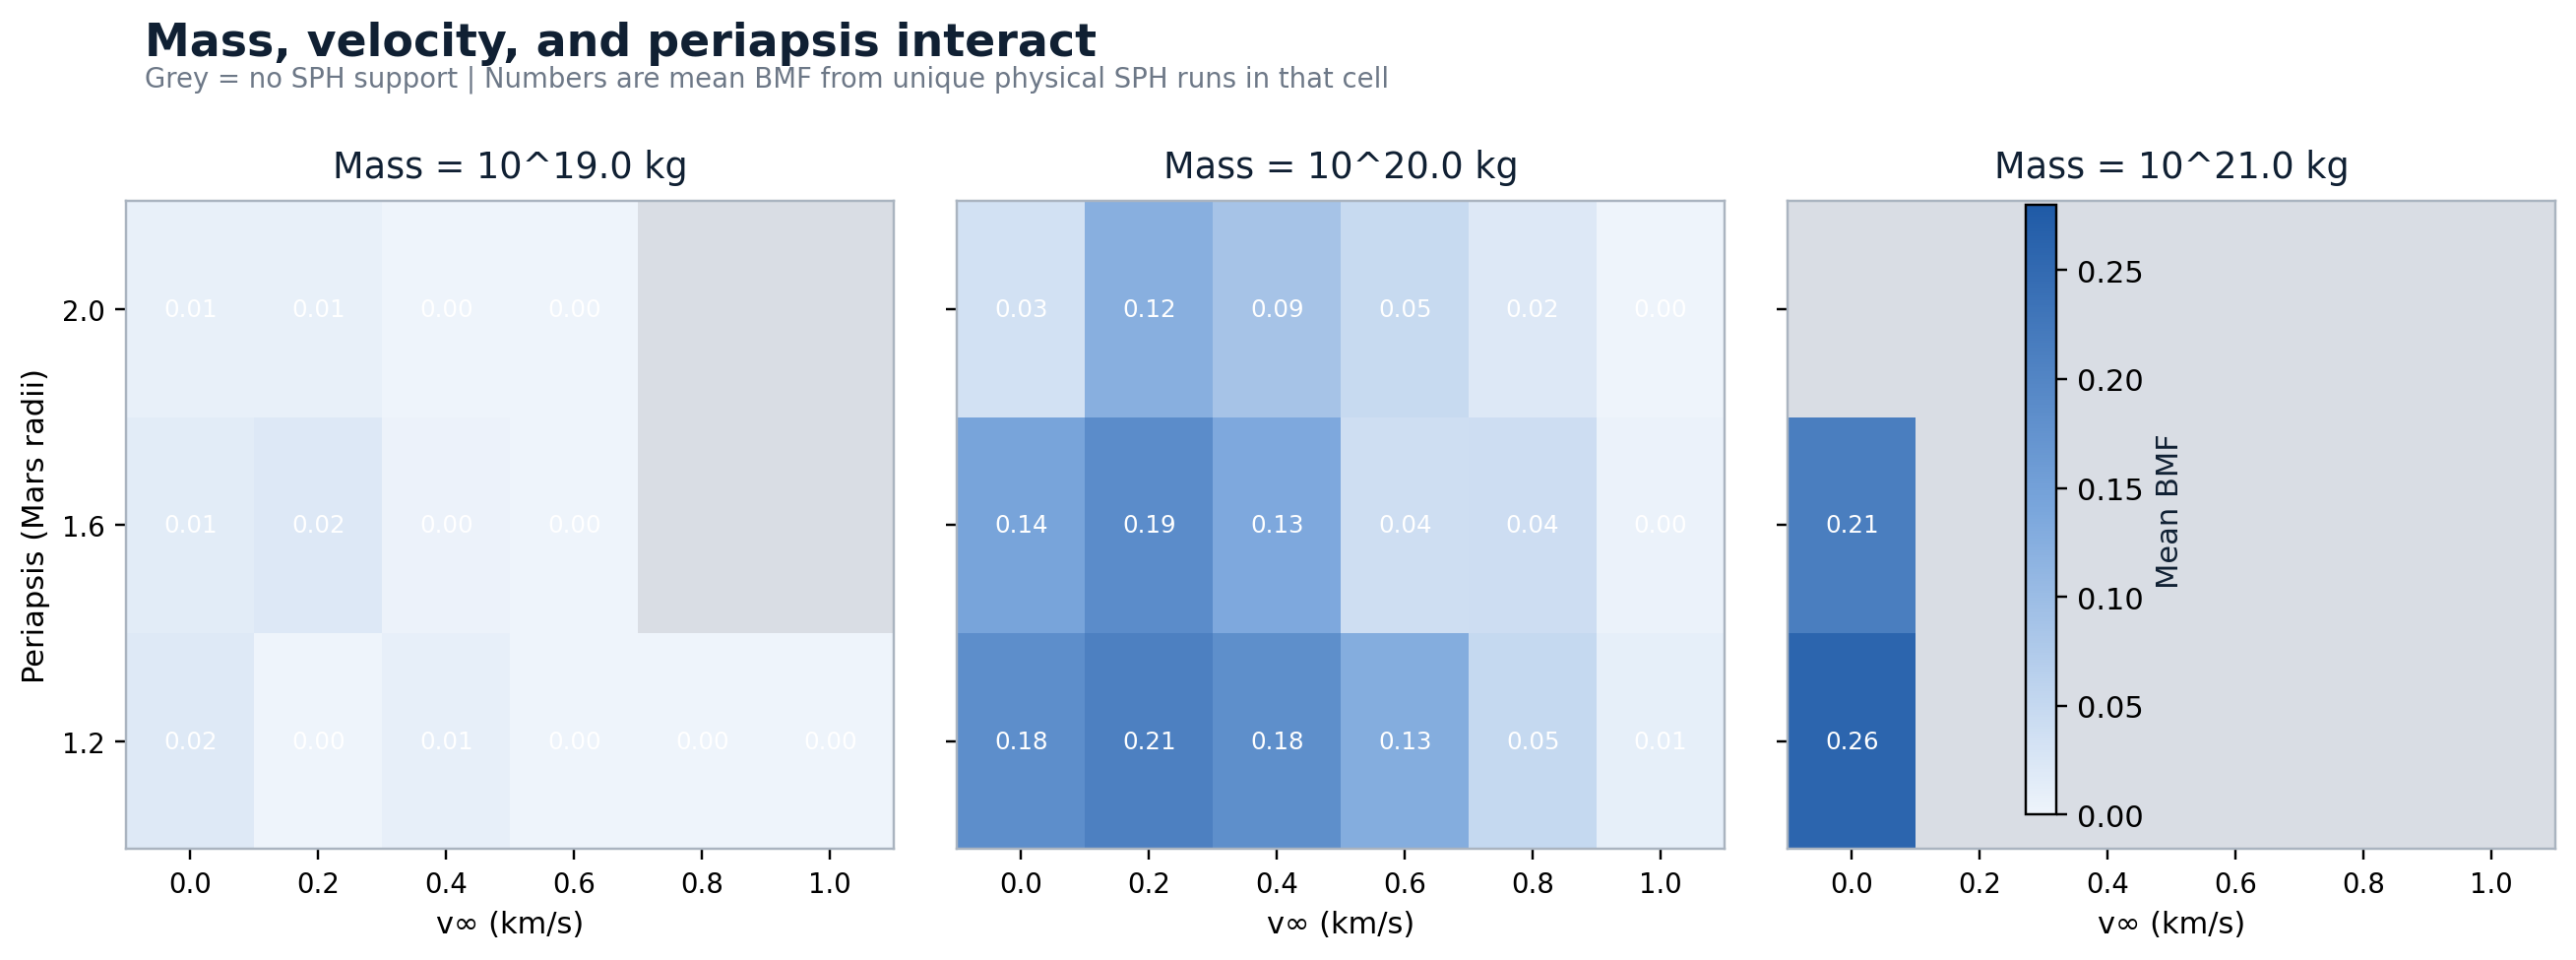 Mass, velocity, and periapsis interact
Grey = no SPH support | Numbers are mean BMF from unique physical SPH runs in that cell
Mass = 10^19.0 kg
Mass = 10^20.0 kg
Mass = 10^21.0 kg
Periapsis (Mars radii)
2.0
0.01 0.01 0.00 0.00
0.03 0.12 0.09 0.05 0.02 0.00
1.6
0.01 0.02 0.00 0.00
0.14 0.19 0.13 0.04 0.04 0.00
0.21
1.2
0.02 0.00 0.01 0.00 0.00 0.00
0.18 0.21 0.18 0.13 0.05 0.01
0.26
0.25
0.20
0.15
0.10
0.05
0.00
Mean BMF
0.0 0.2 0.4 0.6 0.8 1.0
0.0 0.2 0.4 0.6 0.8 1.0
0.0 0.2 0.4 0.6 0.8 1.0
v∞ (km/s)
v∞ (km/s)
v∞ (km/s)